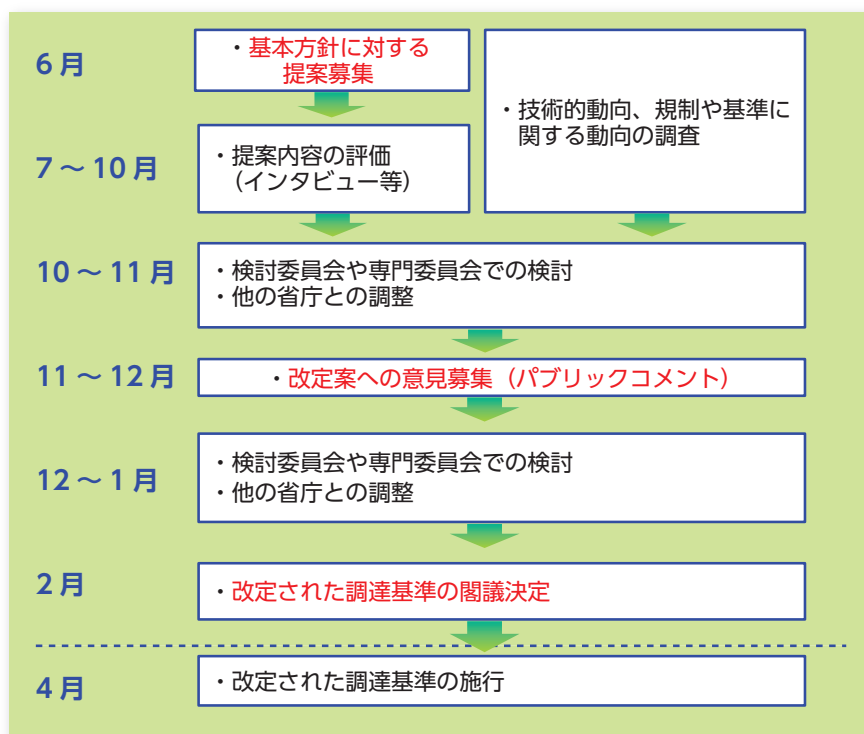 6月
・基本方針に対する
提案募集
・技術的動向、規制や基準に
関する動向の調査
7～10月
・提案内容の評価
（インタビュー等）
10～11月
・検討委員会や専門委員会での検討
・他の省庁との調整
11～12月
・改定案への意見募集（パブリックコメント）
12～1月
・検討委員会や専門委員会での検討
・他の省庁との調整
2月
・改定された調達基準の閣議決定
4月
・改定された調達基準の施行